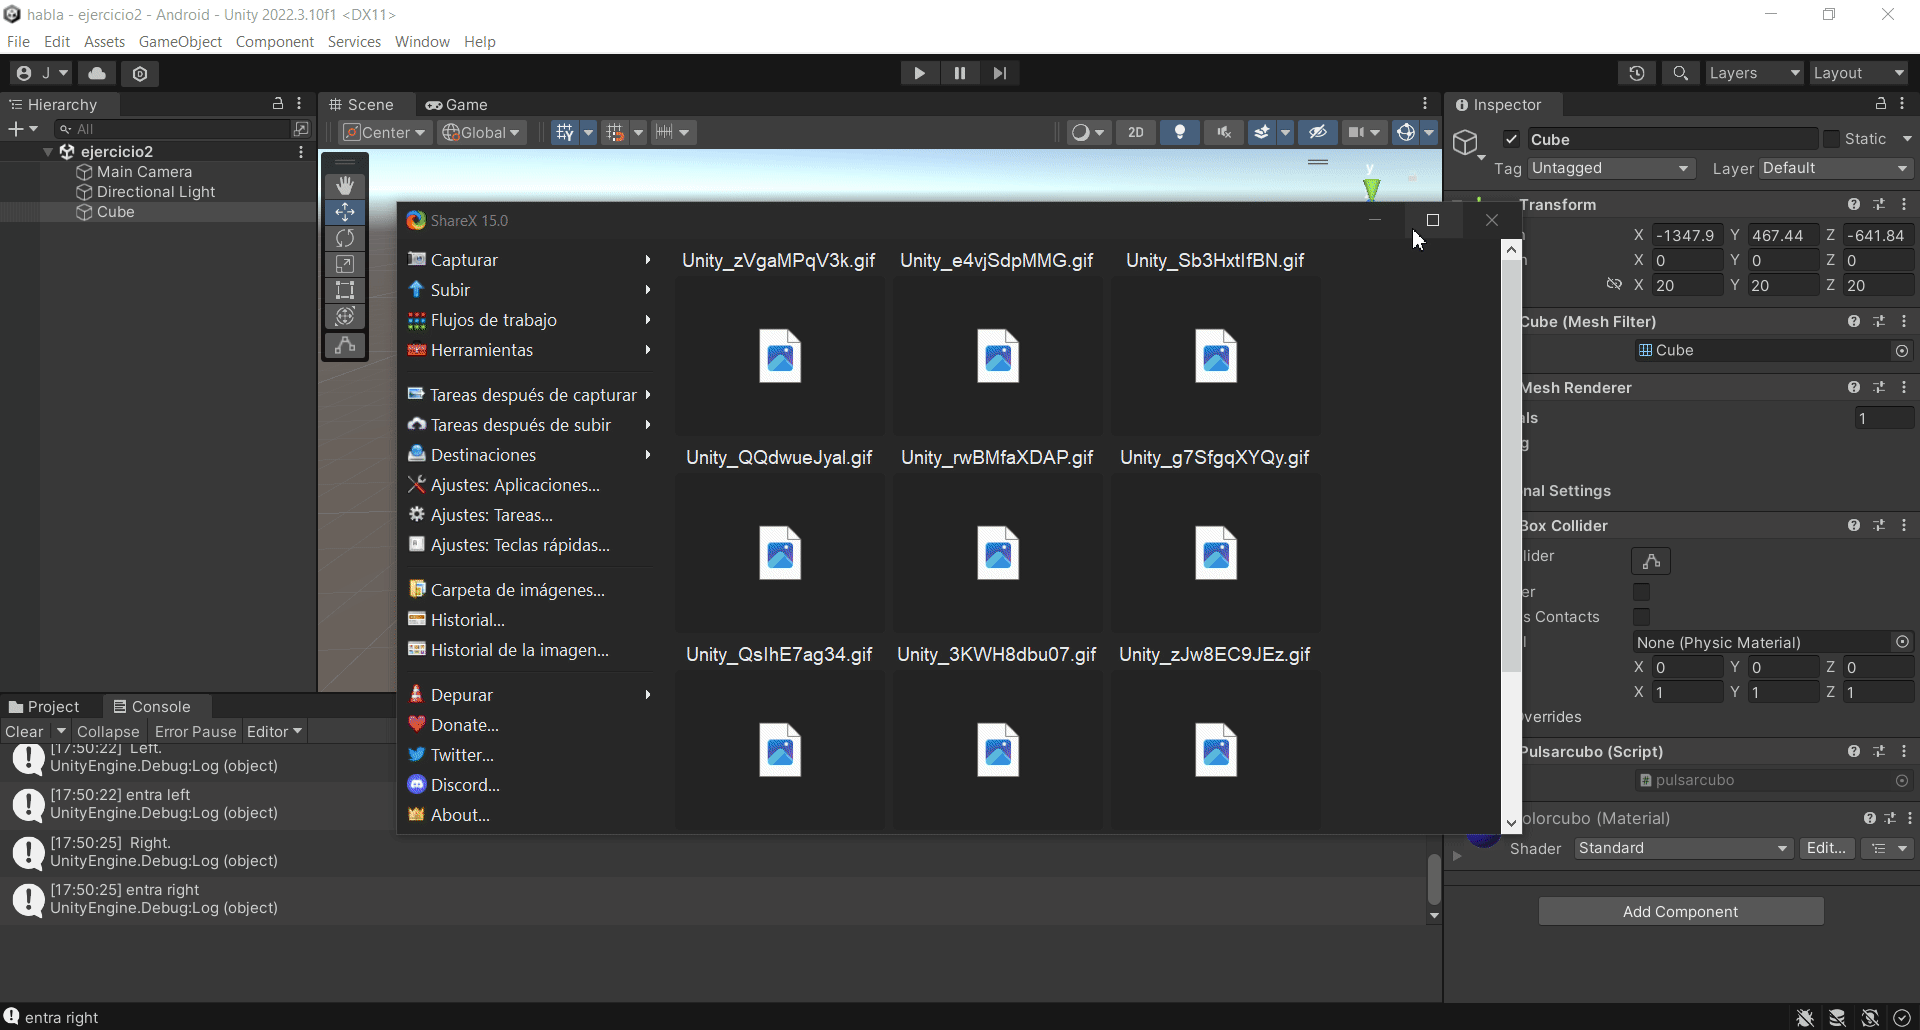 habla - ejercicio2 - Android - Unity 2022.3.10f1 <DX11>
File Edit Assets GameObject Component Services Window Help
J Layers Layout
Hierarchy
All
ejercicio2
Main Camera
Directional Light
Cube
Scene Game
Center Global 2D
y
ShareX 15.0
Capturar
Subir
Flujos de trabajo
Herramientas
Tareas después de capturar
Tareas después de subir
Destinaciones
Ajustes: Aplicaciones...
Ajustes: Tareas...
Ajustes: Teclas rápidas...
Carpeta de imágenes...
Historial...
Historial de la imagen...
Depurar
Donate...
Twitter...
Discord...
About...
Unity_zVgaMPqV3k.gif Unity_e4vjSdpMMG.gif Unity_Sb3HxtlfBN.gif
Unity_QQdwueJyal.gif Unity_rwBMfaXDAP.gif Unity_g7SfgqXYQy.gif
Unity_QsIhE7ag34.gif Unity_3KWH8dbu07.gif Unity_zJw8EC9JEz.gif
Inspector
Cube Static
Tag Untagged Layer Default
Transform
n X -1347.9 Y 467.44 Z -641.84
n X 0 Y 0 Z 0
X 20 Y 20 Z 20
Cube (Mesh Filter)
Cube
Mesh Renderer
ls 1
g
nal Settings
Box Collider
lider
er
s Contacts
l None (Physic Material)
X 0 Y 0 Z 0
X 1 Y 1 Z 1
verrides
Pulsarcubo (Script)
pulsarcubo
olorcubo (Material)
Shader Standard Edit...
Add Component
Project Console
Clear Collapse Error Pause Editor
[17:50:22] Left.
UnityEngine.Debug:Log (object)
[17:50:22] entra left
UnityEngine.Debug:Log (object)
[17:50:25] Right.
UnityEngine.Debug:Log (object)
[17:50:25] entra right
UnityEngine.Debug:Log (object)
entra right